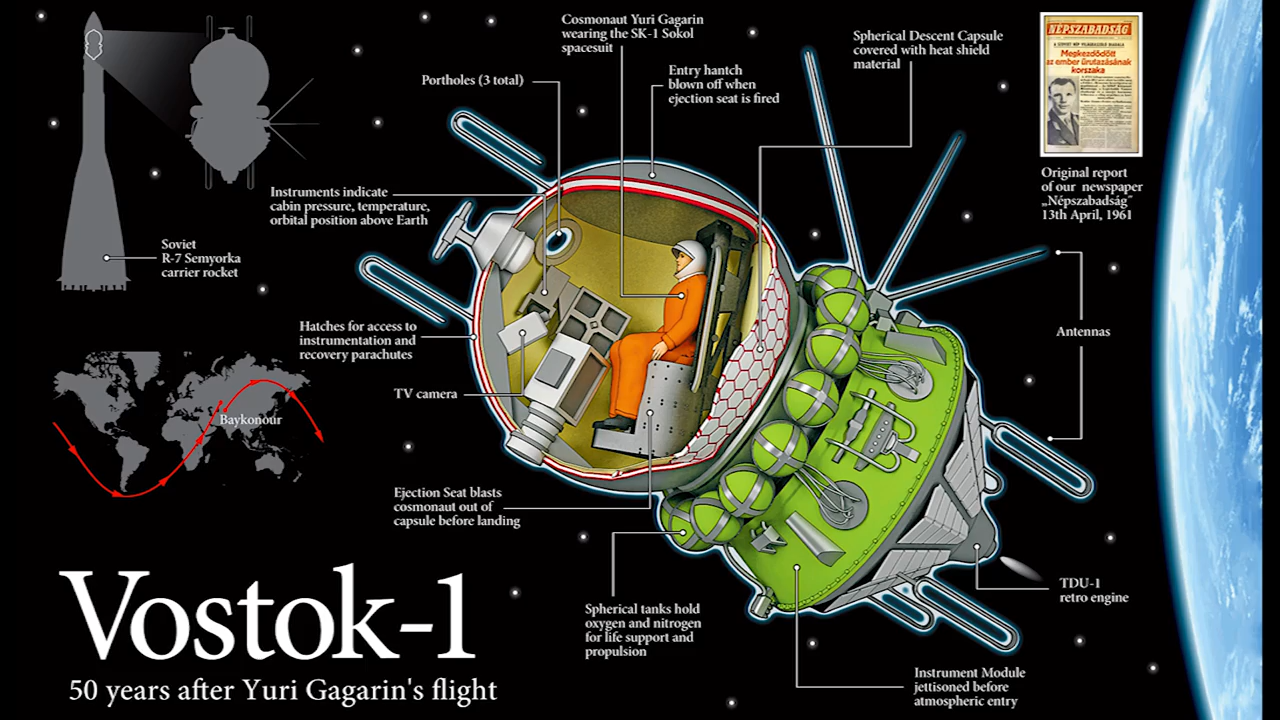 Cosmonaut Yuri Gagarin
wearing the SK-1 Sokol
spacesuit
Spherical Descent Capsule
covered with heat shield
material
Portholes (3 total)
Entry hantch
blown off when
ejection seat is fired
NÉPSZABADSÁG
Megkezdődött
az ember űrutazásának
korszaka
Original report
of our newspaper
„Népszabadság"
13th April, 1961
Instruments indicate
cabin pressure, temperature,
orbital position above Earth
Soviet
R-7 Semyorka
carrier rocket
Hatches for access to
instrumentation and
recovery parachutes
Antennas
TV camera
Baykonour
Ejection Seat blasts
cosmonaut out of
capsule before landing
TDU-1
retro engine
Spherical tanks hold
oxygen and nitrogen
for life support and
propulsion
Instrument Module
jettisoned before
atmospheric entry
Vostok-1
50 years after Yuri Gagarin's flight